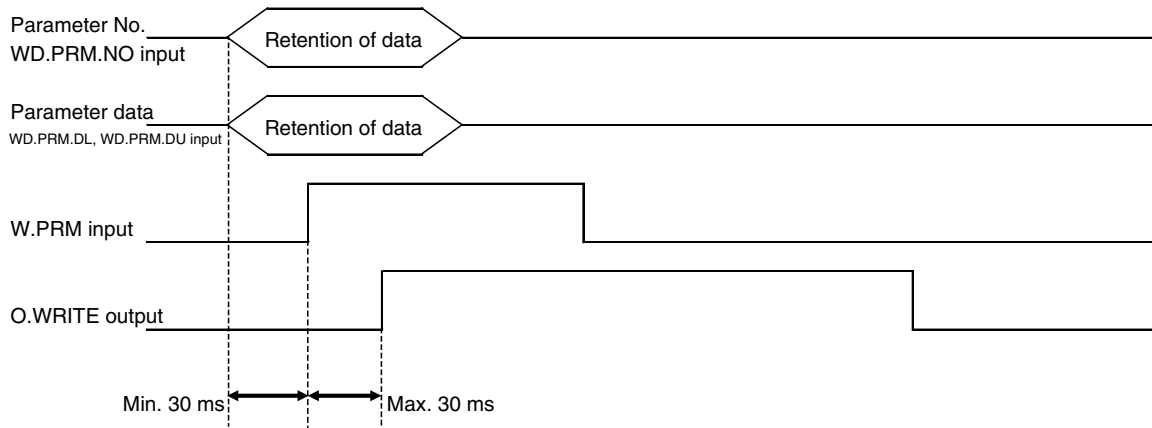 Parameter No.
WD.PRM.NO input
Retention of data
Parameter data
WD.PRM.DL, WD.PRM.DU input
Retention of data
W.PRM input
O.WRITE output
Min. 30 ms
Max. 30 ms